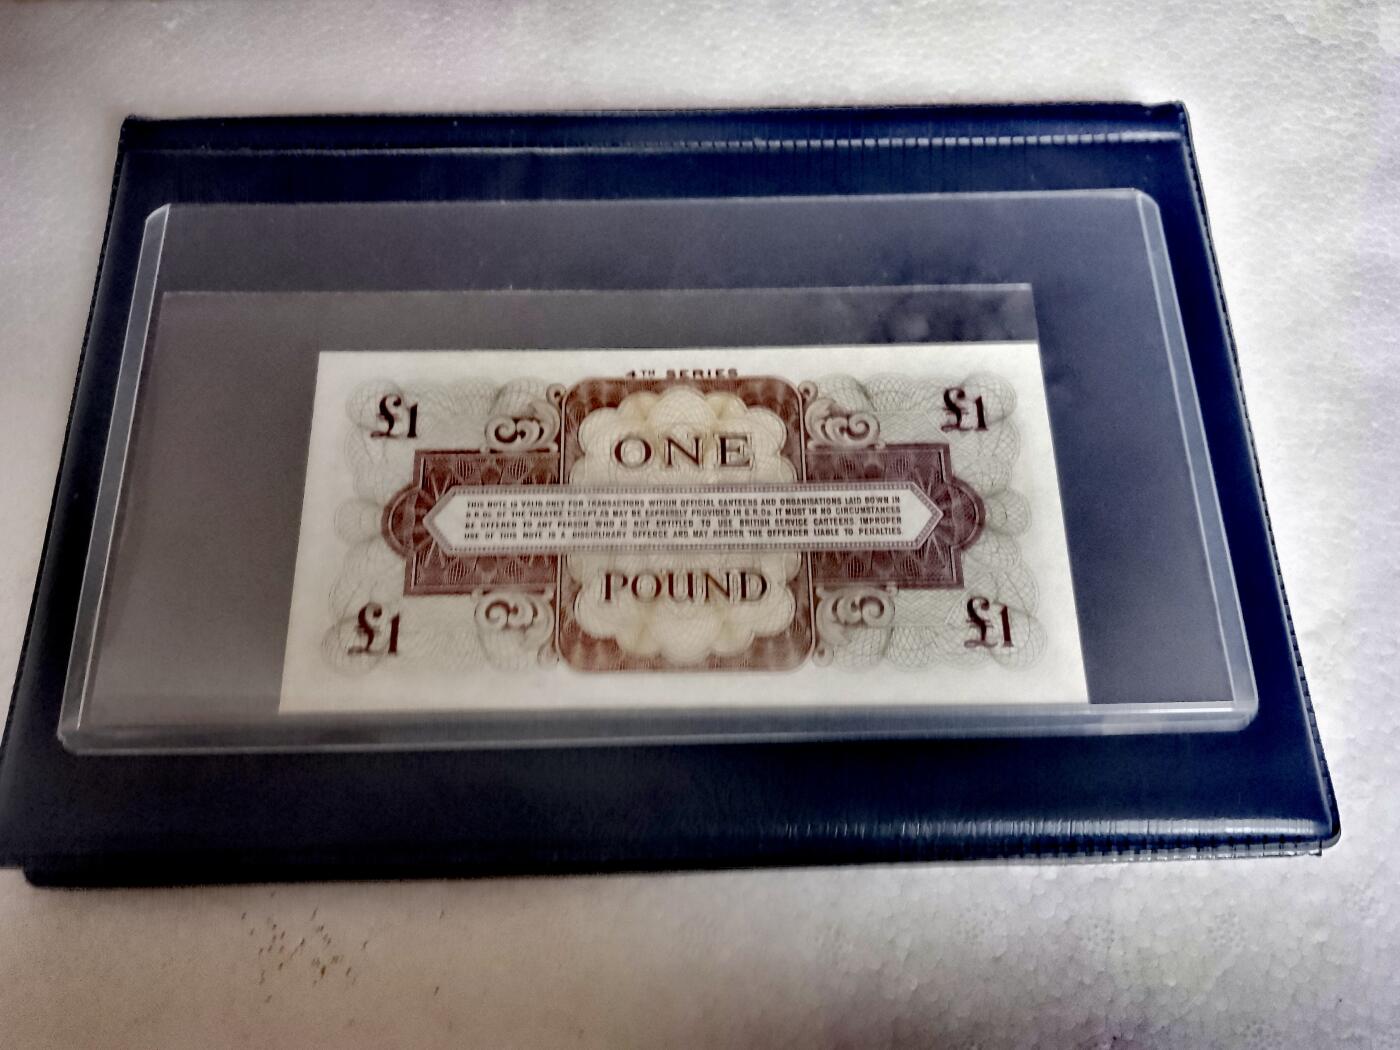 4TH SERIES
£1 £1
ONE
THIS NOTE IS VALID ONLY FOR TRANSACTIONS WITHIN OFFICIAL CANTEENS AND ORGANISATIONS LAID DOWN IN
G.R.Os. OF THE THEATRE EXCEPT AS MAY BE EXPRESSLY PROVIDED IN G.R.Os. IT MUST IN NO CIRCUMSTANCES
BE OFFERED TO ANY PERSON WHO IS NOT ENTITLED TO USE BRITISH SERVICE CANTEENS. IMPROPER
USE OF THIS NOTE IS A DISCIPLINARY OFFENCE AND MAY RENDER THE OFFENDER LIABLE TO PENALTIES.
POUND
£1 £1